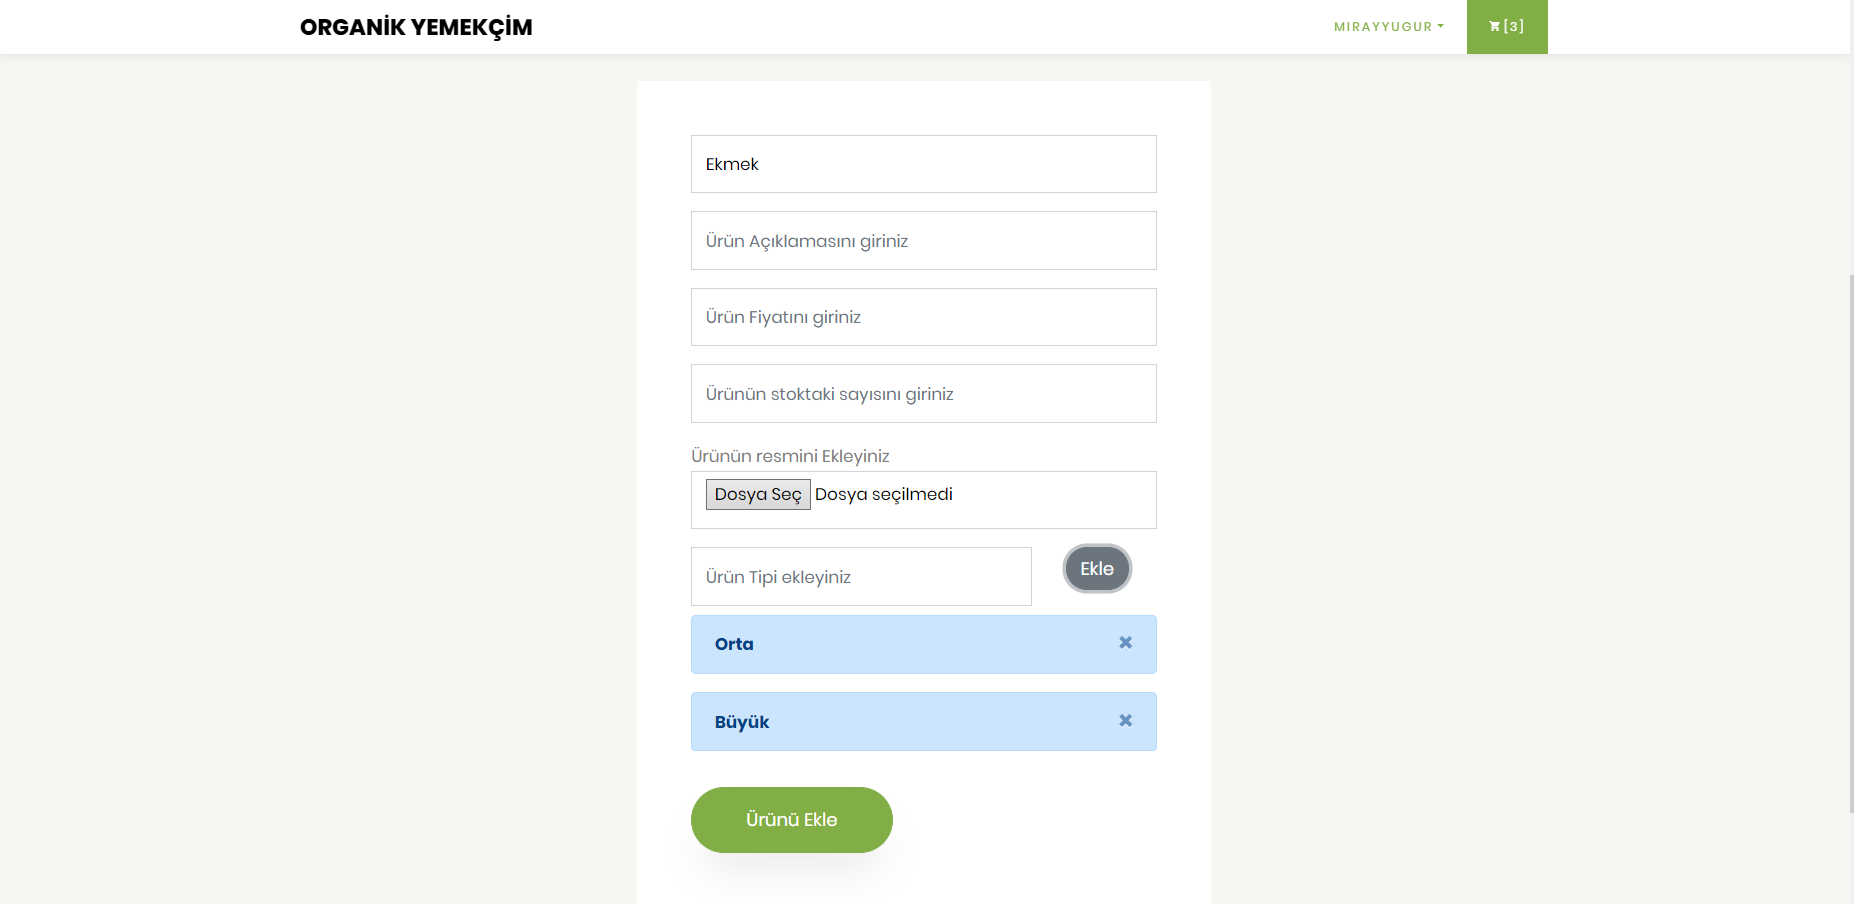 ORGANİK YEMEKÇİM
MIRAYYUGUR
[3]
Ekmek
Ürün Açıklamasını giriniz
Ürün Fiyatını giriniz
Ürünün stoktaki sayısını giriniz
Ürünün resmini Ekleyiniz
Dosya Seç Dosya seçilmedi
Ürün Tipi ekleyiniz
Ekle
Orta
Büyük
Ürünü Ekle